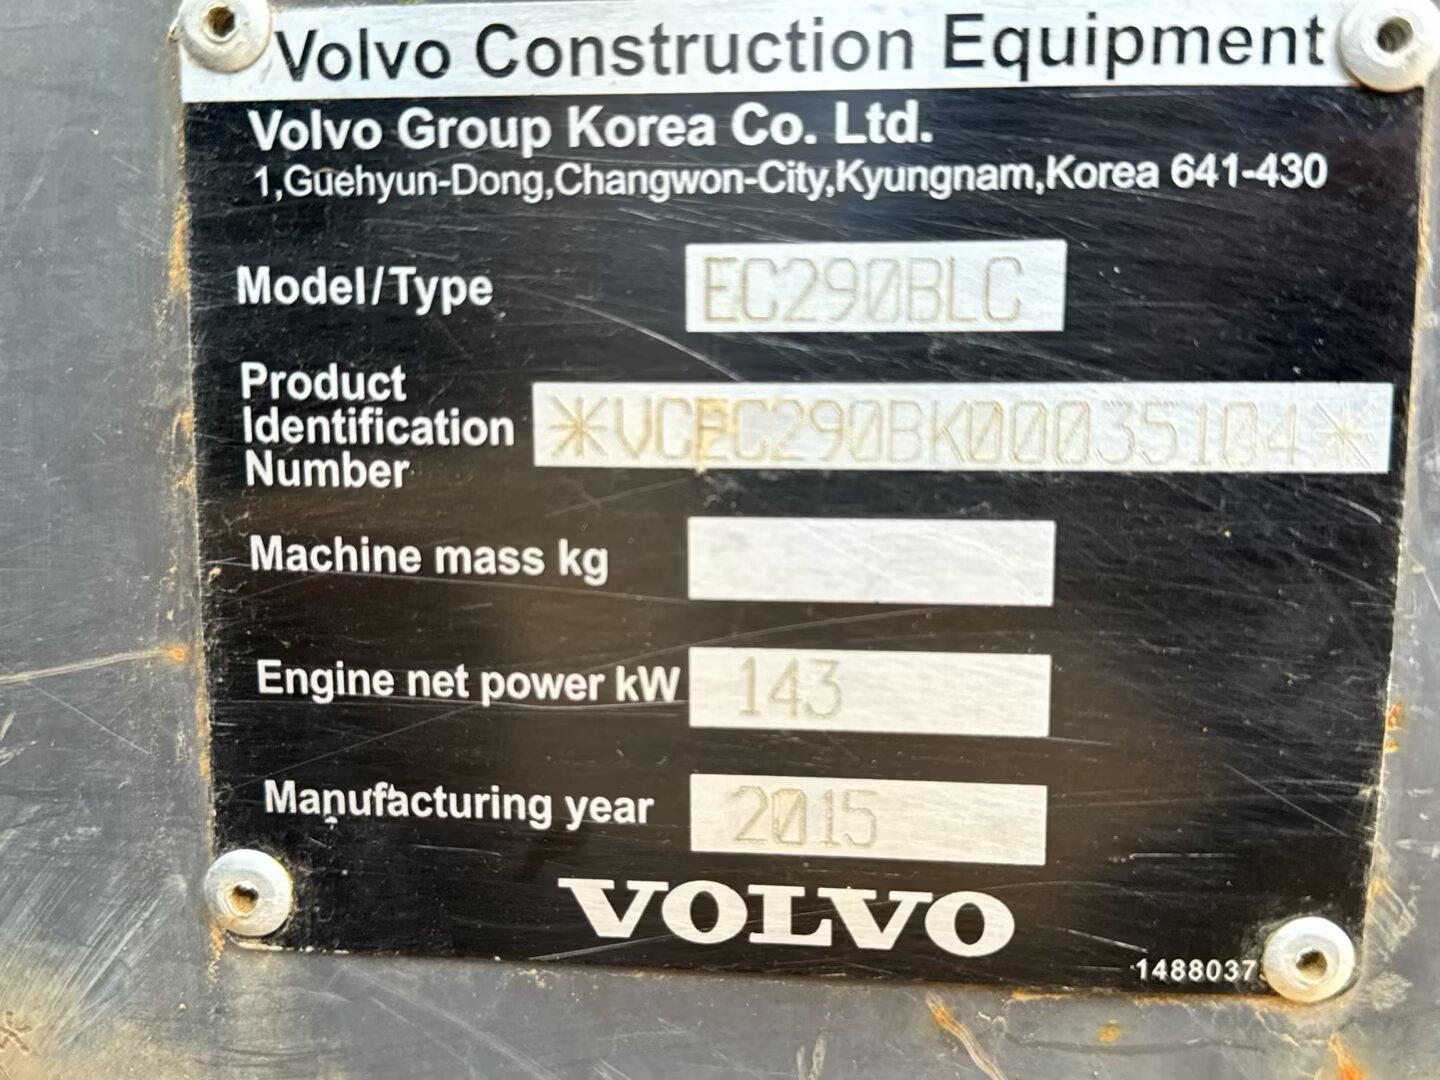 Volvo Construction Equipment
Volvo Group Korea Co. Ltd.
1,Guehyun-Dong,Changwon-City,Kyungnam,Korea 641-430
Model/Type EC290BLC
Product Identification Number *VCEC290BK00035104*
Machine mass kg
Engine net power kW 143
Manufacturing year 2015
VOLVO